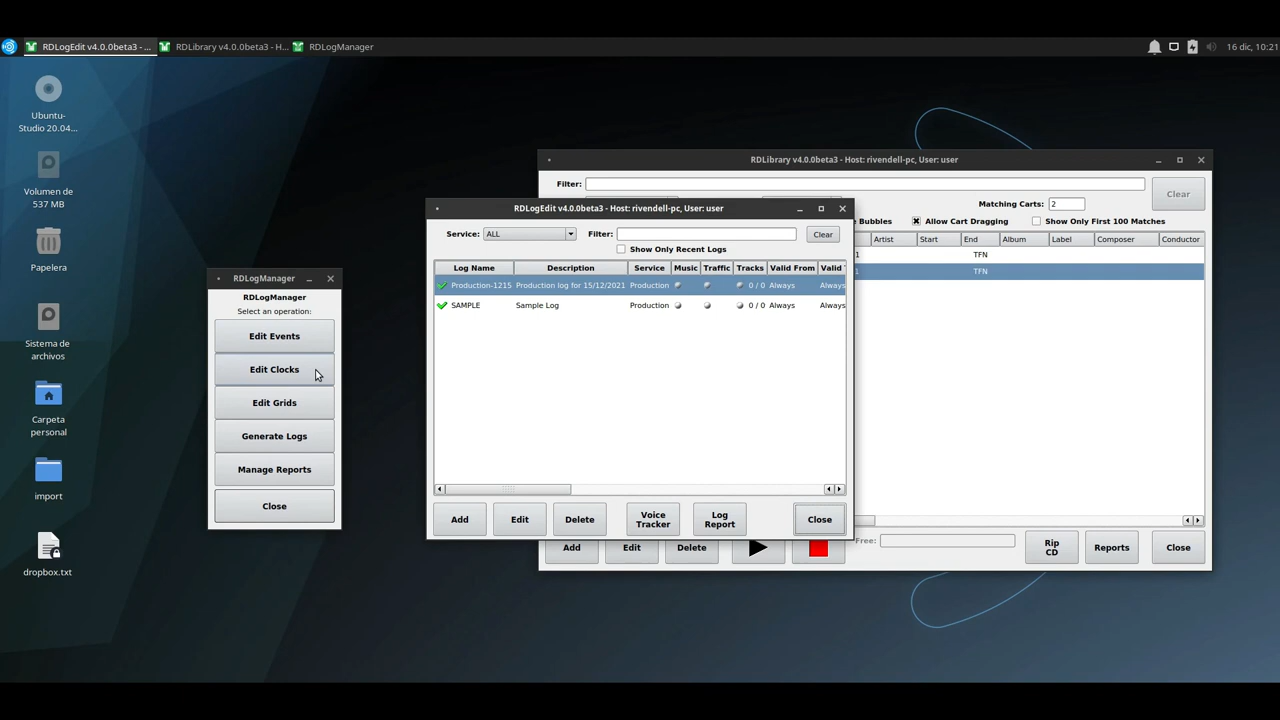 RDLogEdit v4.0.0beta3 - ... RDLibrary v4.0.0beta3 - H... RDLogManager 16 dic, 10:21
Ubuntu-
Studio 20.04...
Volumen de
537 MB
Papelera
Sistema de
archivos
Carpeta
personal
import
dropbox.txt
RDLogManager
RDLogManager
Select an operation:
Edit Events
Edit Clocks
Edit Grids
Generate Logs
Manage Reports
Close
RDLogEdit v4.0.0beta3 - Host: rivendell-pc, User: user
Service: ALL Filter: Clear
Show Only Recent Logs
Log Name Description Service Music Traffic Tracks Valid From Valid
Production-1215 Production log for 15/12/2021 Production 0 / 0 Always Always
SAMPLE Sample Log Production 0 / 0 Always Always
Add Edit Delete Voice
Tracker Log
Report Close
RDLibrary v4.0.0beta3 - Host: rivendell-pc, User: user
Filter: Clear
Matching Carts: 2
e Bubbles Allow Cart Dragging Show Only First 100 Matches
Artist Start End Album Label Composer Conductor
1 TFN
1 TFN
Add Edit Delete Free: Rip
CD Reports Close